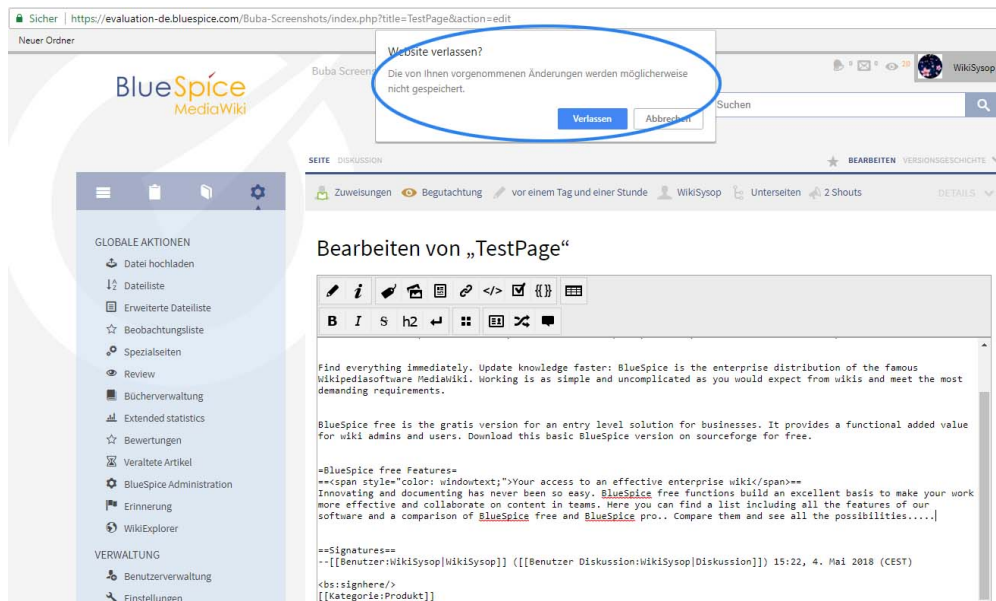 Sicher | https://evaluation-de.bluespice.com/Buba-Screenshots/index.php?title=TestPage&action=edit
Neuer Ordner
Website verlassen?
Die von Ihnen vorgenommenen Änderungen werden möglicherweise
nicht gespeichert.
Verlassen Abbrechen
BlueSpice
MediaWiki
Buba Screen
20 WikiSysop
Suchen
SEITE DISKUSSION
BEARBEITEN VERSIONSGESCHICHTE
Zuweisungen Begutachtung vor einem Tag und einer Stunde WikiSysop Unterseiten 2 Shouts DETAILS
GLOBALE AKTIONEN
Datei hochladen
Dateiliste
Erweiterte Dateiliste
Beobachtungsliste
Spezialseiten
Review
Bücherverwaltung
Extended statistics
Bewertungen
Veraltete Artikel
BlueSpice Administration
Erinnerung
WikiExplorer
VERWALTUNG
Benutzerverwaltung
Einstellungen
Bearbeiten von „TestPage“
i </> {{}}
B I S h2
Find everything immediately. Update knowledge faster: BlueSpice is the enterprise distribution of the famous
Wikipediasoftware MediaWiki. Working is as simple and uncomplicated as you would expect from wikis and meet the most
demanding requirements.
BlueSpice free is the gratis version for an entry level solution for businesses. It provides a functional added value
for wiki admins and users. Download this basic BlueSpice version on sourceforge for free.
=BlueSpice free Features=
==<span style="color: windowtext;">Your access to an effective enterprise wiki</span>==
Innovating and documenting has never been so easy. BlueSpice free functions build an excellent basis to make your work
more effective and collaborate on content in teams. Here you can find a list including all the features of our
software and a comparison of BlueSpice free and BlueSpice pro.. Compare them and see all the possibilities.....
==Signatures==
--[[Benutzer:WikiSysop|WikiSysop]] ([[Benutzer Diskussion:WikiSysop|Diskussion]]) 15:22, 4. Mai 2018 (CEST)
<bs:signhere/>
[[Kategorie:Produkt]]